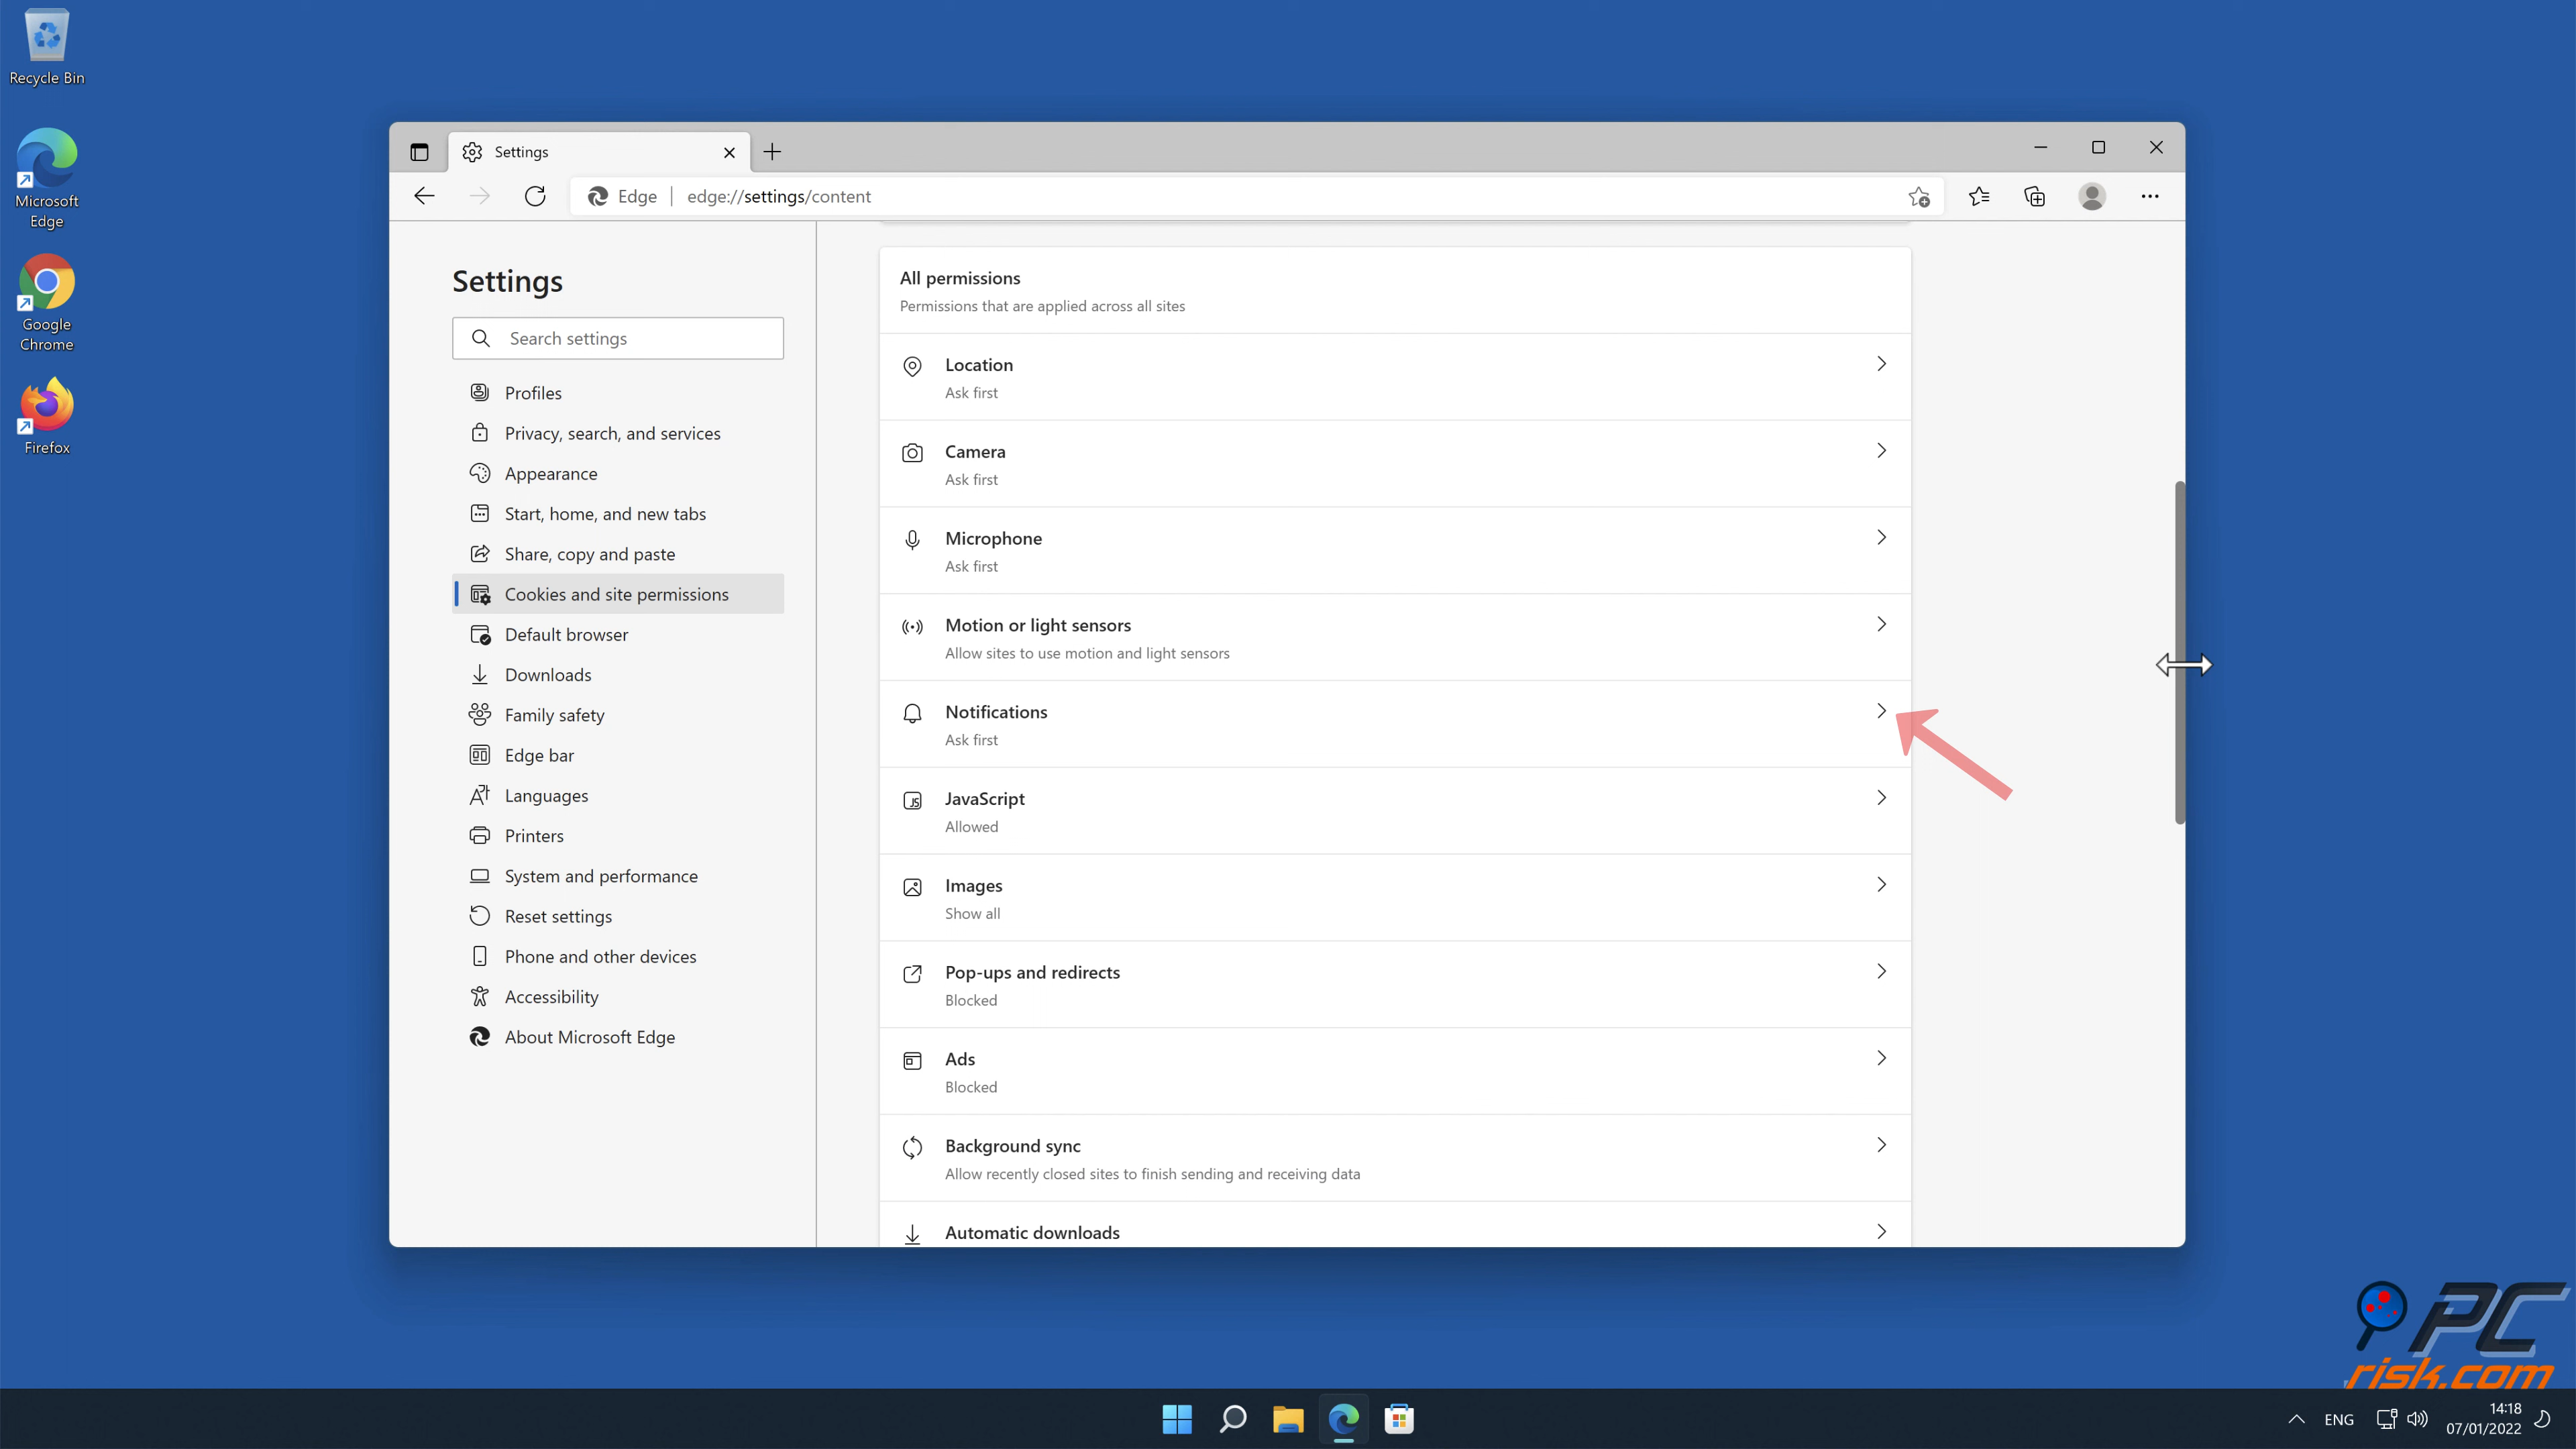 Recycle Bin
Microsoft
Edge
Google
Chrome
Firefox
Settings
Edge
edge://settings/content
Settings
Search settings
Profiles
Privacy, search, and services
Appearance
Start, home, and new tabs
Share, copy and paste
Cookies and site permissions
Default browser
Downloads
Family safety
Edge bar
Languages
Printers
System and performance
Reset settings
Phone and other devices
Accessibility
About Microsoft Edge
All permissions
Permissions that are applied across all sites
Location
Ask first
Camera
Ask first
Microphone
Ask first
Motion or light sensors
Allow sites to use motion and light sensors
Notifications
Ask first
JavaScript
Allowed
Images
Show all
Pop-ups and redirects
Blocked
Ads
Blocked
Background sync
Allow recently closed sites to finish sending and receiving data
Automatic downloads
PC
risk.com
ENG
14:18
07/01/2022